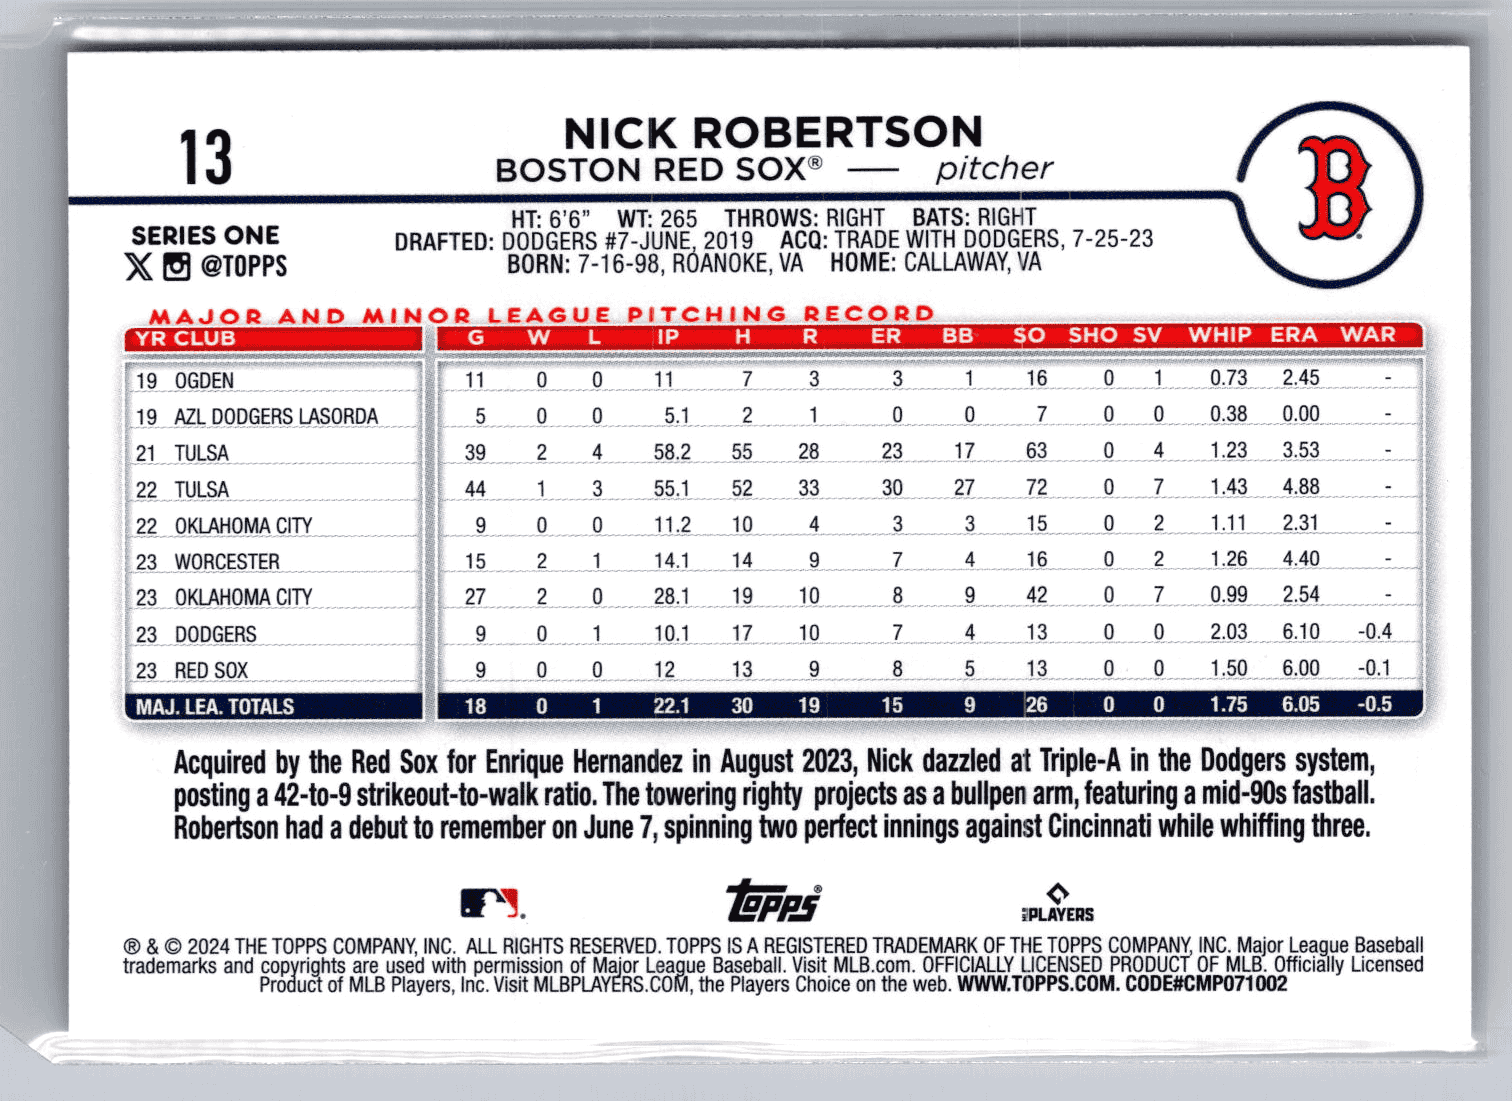 13
NICK ROBERTSON
BOSTON RED SOX® — pitcher
B
SERIES ONE
X @TOPPS
HT: 6'6" WT: 265 THROWS: RIGHT BATS: RIGHT
DRAFTED: DODGERS #7-JUNE, 2019 ACQ: TRADE WITH DODGERS, 7-25-23
BORN: 7-16-98, ROANOKE, VA HOME: CALLAWAY, VA
MAJOR AND MINOR LEAGUE PITCHING RECORD
YR CLUB G W L IP H R ER BB SO SHO SV WHIP ERA WAR
19 OGDEN 11 0 0 11 7 3 3 1 16 0 1 0.73 2.45 -
19 AZL DODGERS LASORDA 5 0 0 5.1 2 1 0 0 7 0 0 0.38 0.00 -
21 TULSA 39 2 4 58.2 55 28 23 17 63 0 4 1.23 3.53 -
22 TULSA 44 1 3 55.1 52 33 30 27 72 0 7 1.43 4.88 -
22 OKLAHOMA CITY 9 0 0 11.2 10 4 3 3 15 0 2 1.11 2.31 -
23 WORCESTER 15 2 1 14.1 14 9 7 4 16 0 2 1.26 4.40 -
23 OKLAHOMA CITY 27 2 0 28.1 19 10 8 9 42 0 7 0.99 2.54 -
23 DODGERS 9 0 1 10.1 17 10 7 4 13 0 0 2.03 6.10 -0.4
23 RED SOX 9 0 0 12 13 9 8 5 13 0 0 1.50 6.00 -0.1
MAJ. LEA. TOTALS 18 0 1 22.1 30 19 15 9 26 0 0 1.75 6.05 -0.5
Acquired by the Red Sox for Enrique Hernandez in August 2023, Nick dazzled at Triple-A in the Dodgers system,
posting a 42-to-9 strikeout-to-walk ratio. The towering righty projects as a bullpen arm, featuring a mid-90s fastball.
Robertson had a debut to remember on June 7, spinning two perfect innings against Cincinnati while whiffing three.
TOPPS®
MLB PLAYERS
® & © 2024 THE TOPPS COMPANY, INC. ALL RIGHTS RESERVED. TOPPS IS A REGISTERED TRADEMARK OF THE TOPPS COMPANY, INC. Major League Baseball
trademarks and copyrights are used with permission of Major League Baseball. Visit MLB.com. OFFICIALLY LICENSED PRODUCT OF MLB. Officially Licensed
Product of MLB Players, Inc. Visit MLBPLAYERS.COM, the Players Choice on the web. WWW.TOPPS.COM. CODE#CMP071002